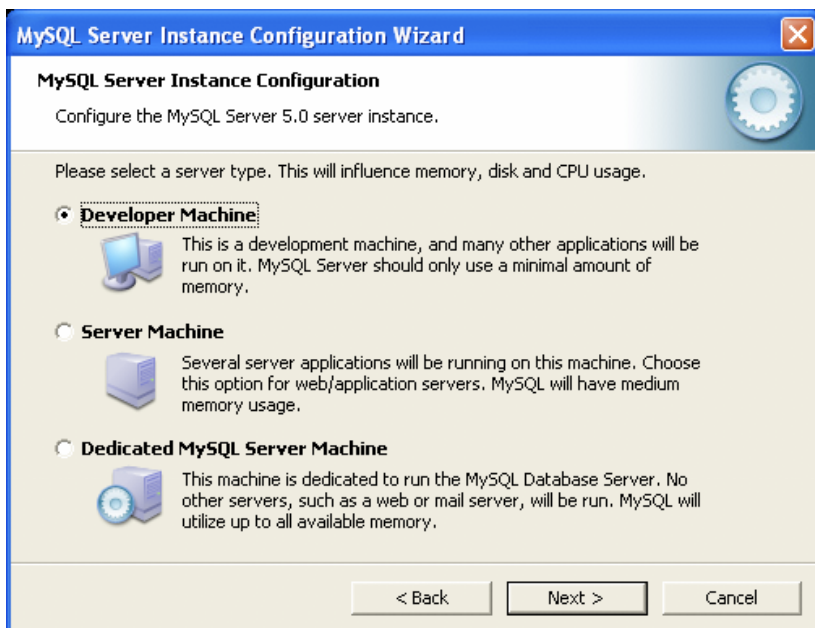 MySQL Server Instance Configuration Wizard
MySQL Server Instance Configuration
Configure the MySQL Server 5.0 server instance.
Please select a server type. This will influence memory, disk and CPU usage.
Developer Machine
This is a development machine, and many other applications will be
run on it. MySQL Server should only use a minimal amount of
memory.
Server Machine
Several server applications will be running on this machine. Choose
this option for web/application servers. MySQL will have medium
memory usage.
Dedicated MySQL Server Machine
This machine is dedicated to run the MySQL Database Server. No
other servers, such as a web or mail server, will be run. MySQL will
utilize up to all available memory.
< Back
Next >
Cancel